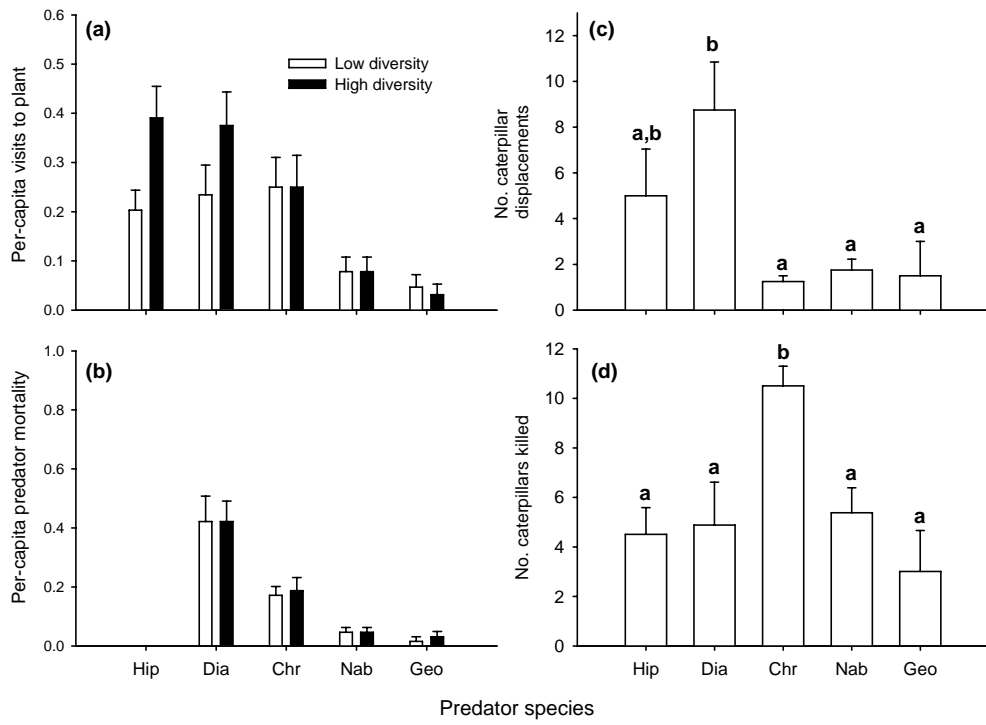 (a)
Low diversity
High diversity
Per-capita visits to plant
0.6
0.5
0.4
0.3
0.2
0.1
0.0
(c)
No. caterpillar
displacements
12
10
8
6
4
2
0
a,b
b
a
a
a
(b)
Per-capita predator mortality
1.0
0.8
0.6
0.4
0.2
0.0
Hip Dia Chr Nab Geo
(d)
No. caterpillars killed
12
10
8
6
4
2
0
a
a
b
a
a
Hip Dia Chr Nab Geo
Predator species